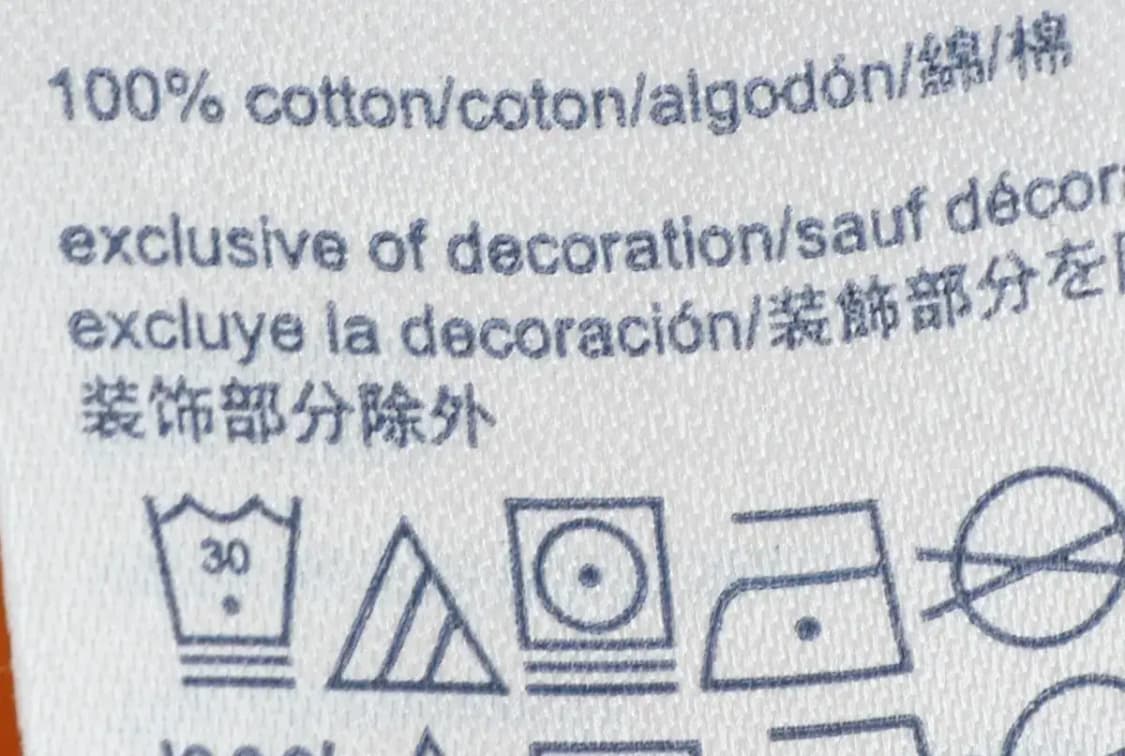 100% cotton/coton/algodón/綿/棉
exclusive of decoration/sauf
excluye la decoración/装飾部分を
装饰部分除外
30